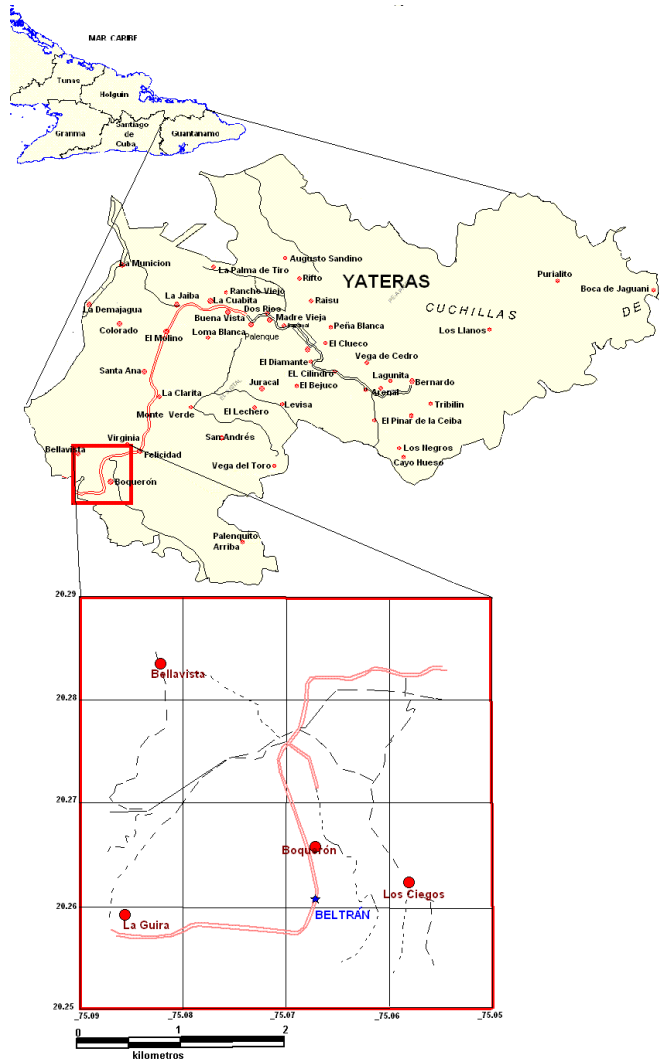 MAR CARIBE
Tunas
Holguin
Granma
Santiago
de
Cuba
Guantanamo
La Municion
La Palma de Tiro
Augusto Sandino
Rifto
YATERAS
Purialito
Boca de Jaguani
La Demajagua
La Jaiba
Rancho Viejo
La Cuabita
Raisu
CUCHILLAS
DE
Colorado
Buena Vista
Dos Rios
Madre Vieja
Peña Blanca
Los Llanos
El Molino
Loma Blanca
Palenque
El Clueco
Santa Ana
El Diamante
Vega de Cedro
EL Cilindro
Lagunita
Bernardo
La Clarita
Juracal
El Bejuco
Arenal
Monte Verde
El Lechero
Levisa
Tribilin
El Pinar de la Ceiba
Virginia
San Andrés
Bellavista
Felicidad
Los Negros
Vega del Toro
Cayo Hueso
Boquerón
Palenquito
Arriba
20.29
Bellavista
20.28
20.27
Boquerón
Los Ciegos
20.26
BELTRÁN
La Guira
20.25
_75.09 _75.08 _75.07 _75.06 _75.05
0 1 2
kilometros